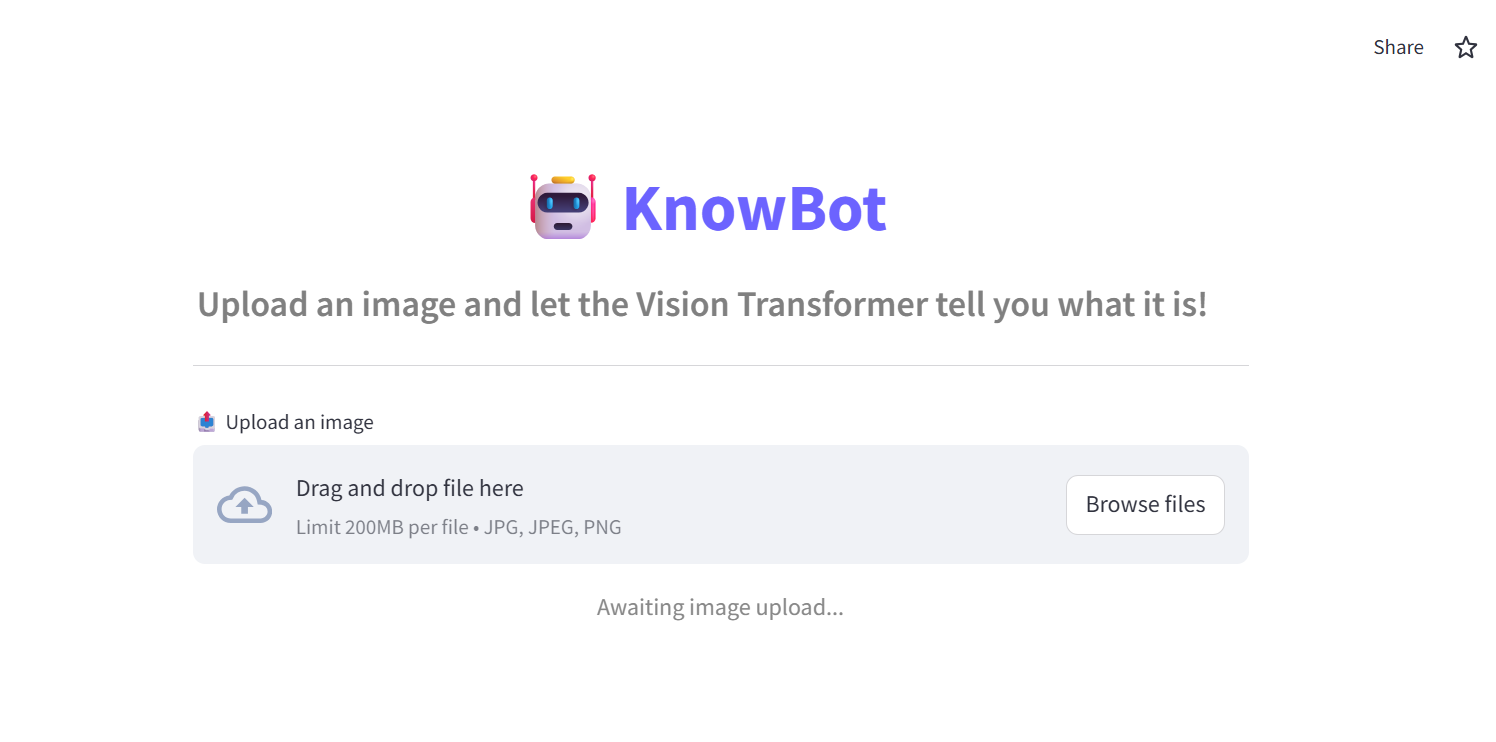 Share
KnowBot
Upload an image and let the Vision Transformer tell you what it is!
Upload an image
Drag and drop file here
Limit 200MB per file • JPG, JPEG, PNG
Browse files
Awaiting image upload...